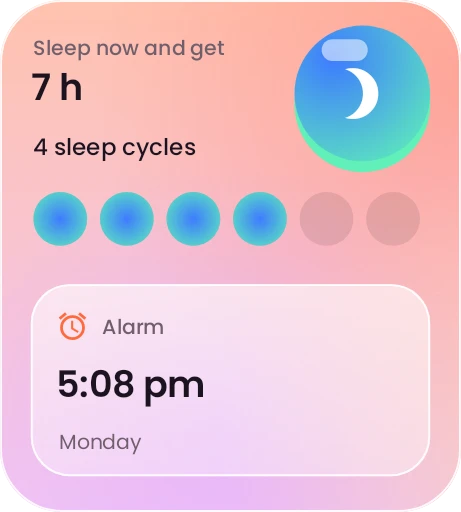 Sleep now and get
7 h
4 sleep cycles
Alarm
5:08 pm
Monday